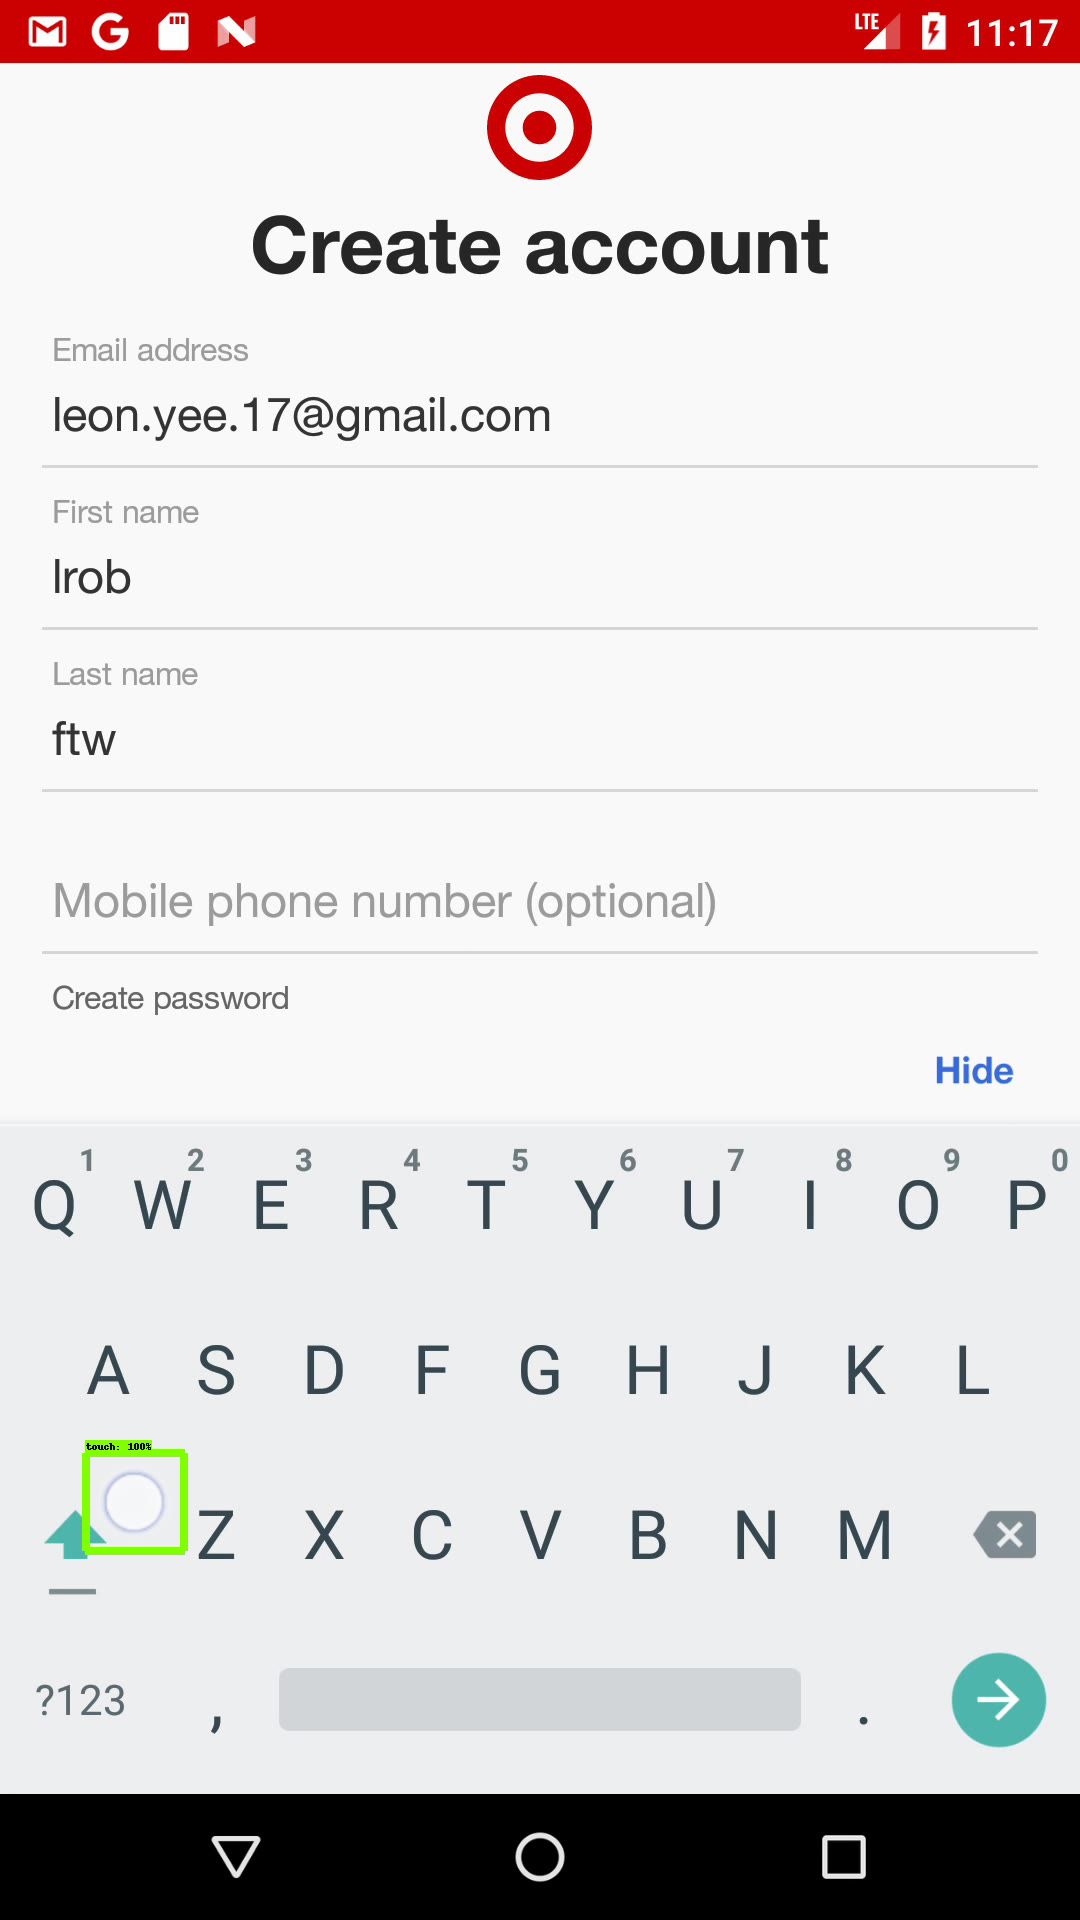 LTE 11:17
Create account
Email address
leon.yee.17@gmail.com
First name
lrob
Last name
ftw
Mobile phone number (optional)
Create password
Hide
1 2 3 4 5 6 7 8 9 0
Q W E R T Y U I O P
A S D F G H J K L
touch: 100%
Z X C V B N M
?123 , .